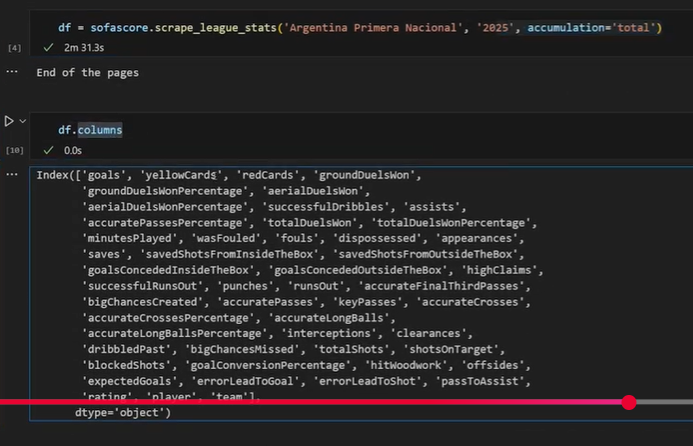 df = sofascore.scrape_league_stats('Argentina Primera Nacional', '2025', accumulation='total')
[4]
2m 31.3s
End of the pages
df.columns
[10]
0.0s
Index(['goals', 'yellowCards', 'redCards', 'groundDuelsWon',
'groundDuelsWonPercentage', 'aerialDuelsWon',
'aerialDuelsWonPercentage', 'successfulDribbles', 'assists',
'accuratePassesPercentage', 'totalDuelsWon', 'totalDuelsWonPercentage',
'minutesPlayed', 'wasFouled', 'fouls', 'dispossessed', 'appearances',
'saves', 'savedShotsFromInsideTheBox', 'savedShotsFromOutsideTheBox',
'goalsConcededInsideTheBox', 'goalsConcededOutsideTheBox', 'highClaims',
'successfulRunsOut', 'punches', 'runsOut', 'accurateFinalThirdPasses',
'bigChancesCreated', 'accuratePasses', 'keyPasses', 'accurateCrosses',
'accurateCrossesPercentage', 'accurateLongBalls',
'accurateLongBallsPercentage', 'interceptions', 'clearances',
'dribbledPast', 'bigChancesMissed', 'totalShots', 'shotsOnTarget',
'blockedShots', 'goalConversionPercentage', 'hitWoodwork', 'offsides',
'expectedGoals', 'errorLeadToGoal', 'errorLeadToShot', 'passToAssist',
'rating', 'player', 'team'],
dtype='object')